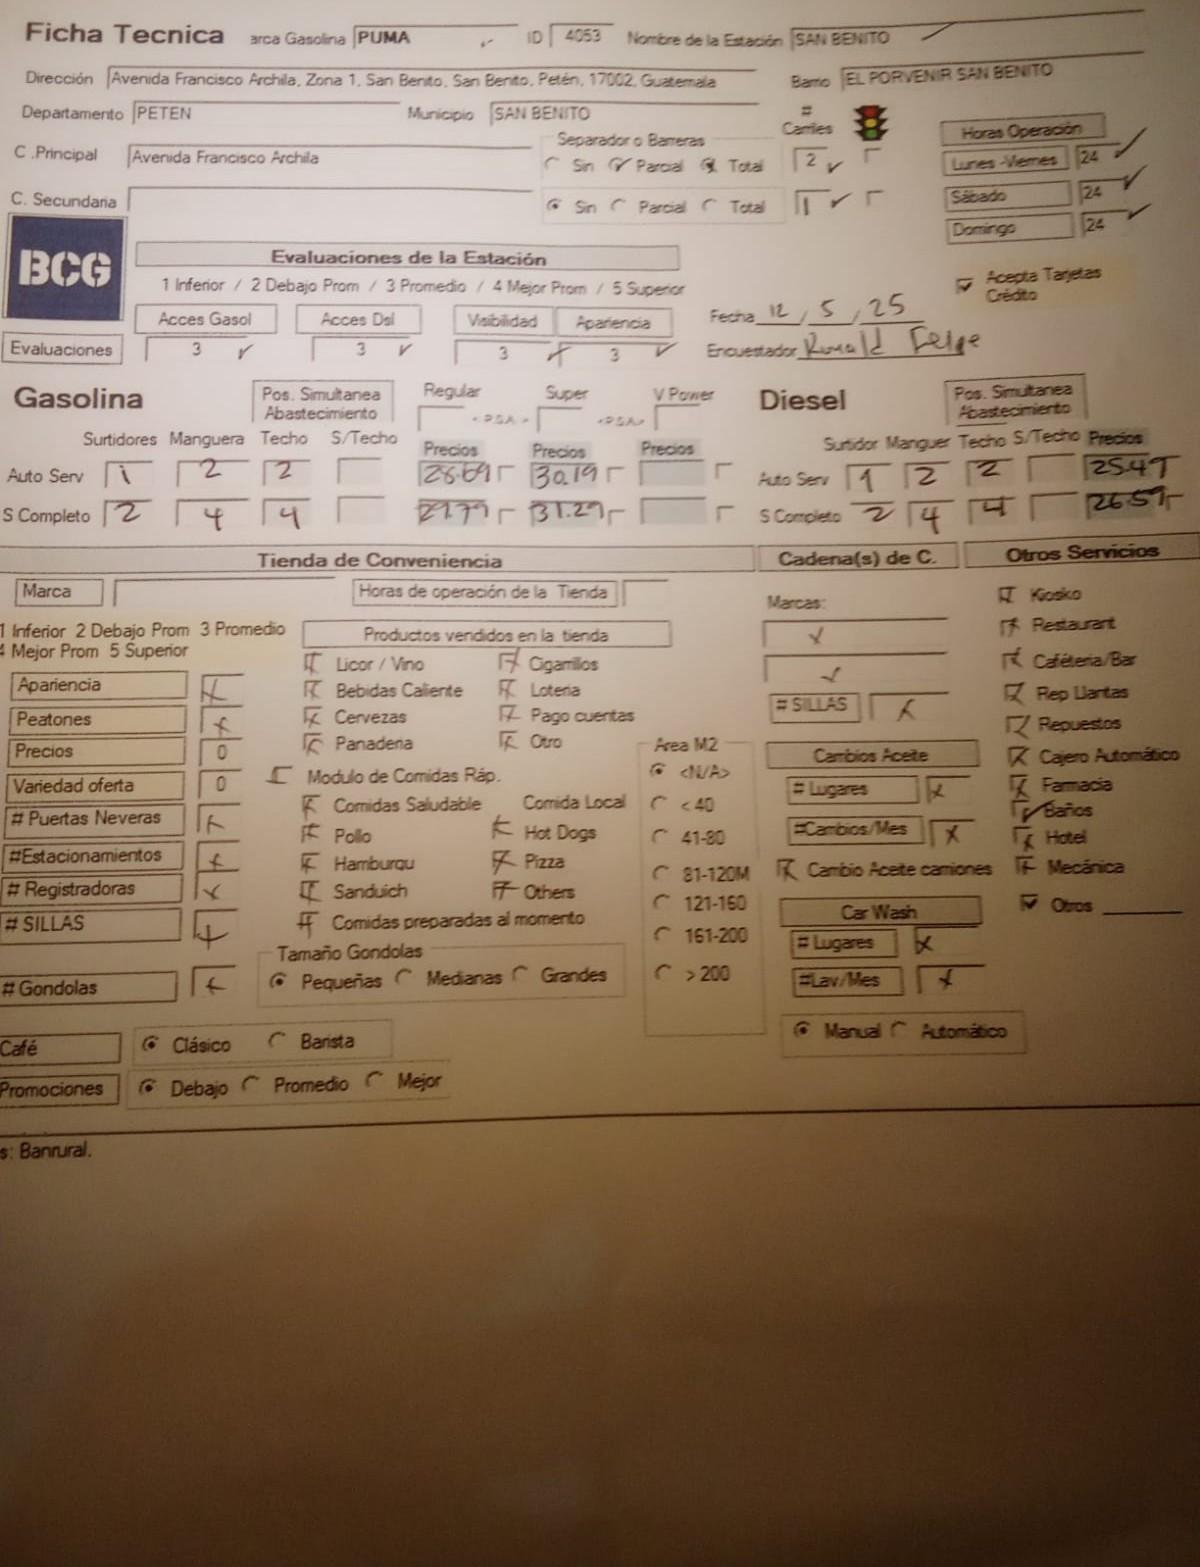 Ficha Tecnica arca Gasolina PUMA ID 4053 Nombre de la Estación SAN BENITO
Dirección Avenida Francisco Archila, Zona 1, San Benito, San Benito, Petén, 17002, Guatemala Barrio EL PORVENIR SAN BENITO
Departamento PETEN Municipio SAN BENITO # Carriles
Separador o Barreras Horas Operación
C .Principal Avenida Francisco Archila Sin Parcial Total 2 Lunes -Viernes 24
C. Secundaria Sin Parcial Total 1 Sábado 24
Domingo 24
BCG
Evaluaciones de la Estación
1 Inferior / 2 Debajo Prom / 3 Promedio / 4 Mejor Prom / 5 Superior
Acepta Tarjetas Crédito
Acces Gasol Acces Dsl Visibilidad Apariencia Fecha 12 / 5 / 25
Evaluaciones 3 3 3 3 Encuestador
Gasolina Pos. Simultanea Abastecimiento Regular Super V Power Diesel Pos. Simultanea Abastecimiento
Surtidores Manguera Techo S/Techo Precios Precios Precios Surtidor Manguer Techo S/Techo Precios
Auto Serv 1 2 2 28.69 30.19 Auto Serv 1 2 2 25.49
S Completo 2 4 4 29.79 31.29 S Completo 2 4 4 26.59
Tienda de Conveniencia Cadena(s) de C. Otros Servicios
Marca Horas de operación de la Tienda Marcas: Kiosko
1 Inferior 2 Debajo Prom 3 Promedio Productos vendidos en la tienda Restaurant
4 Mejor Prom 5 Superior
Licor / Vino Cigarrillos Caféteria/Bar
Apariencia Bebidas Caliente Loteria Rep Llantas
Peatones Cervezas Pago cuentas # SILLAS Repuestos
Precios 0 Panaderia Otro Area M2 Cambios Aceite Cajero Automático
Variedad oferta 0 Modulo de Comidas Ráp. <N/A> # Lugares Farmacia
# Puertas Neveras Comidas Saludable Comida Local < 40 Baños
Pollo Hot Dogs 41-80 #Cambios/Mes Hotel
#Estacionamientos Hamburgu Pizza 81-120M Cambio Aceite camiones Mecánica
# Registradoras Sanduich Others 121-160 Car Wash Otros
# SILLAS Comidas preparadas al momento 161-200 # Lugares
Tamaño Gondolas
# Gondolas Pequeñas Medianas Grandes > 200 #Lav/Mes
Café Clásico Barista Manual Automático
Promociones Debajo Promedio Mejor
s: Banrural.